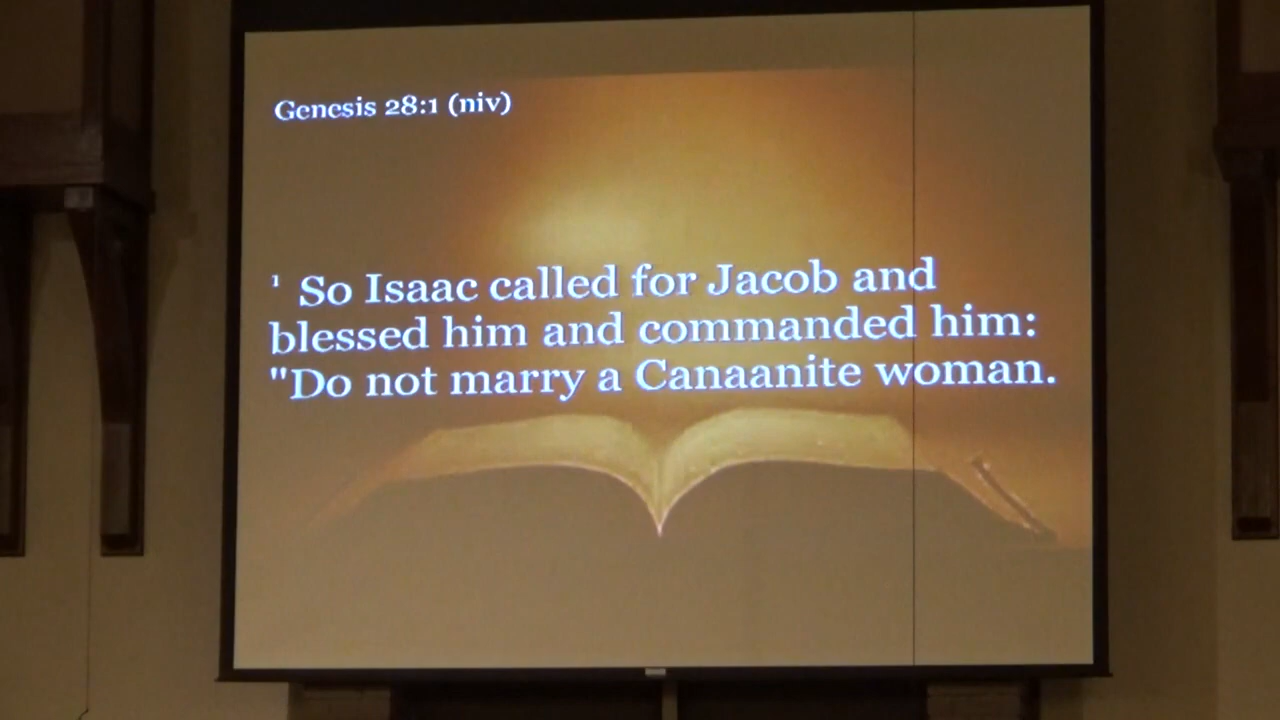 Genesis 28:1 (niv)
¹ So Isaac called for Jacob and
blessed him and commanded him:
"Do not marry a Canaanite woman.